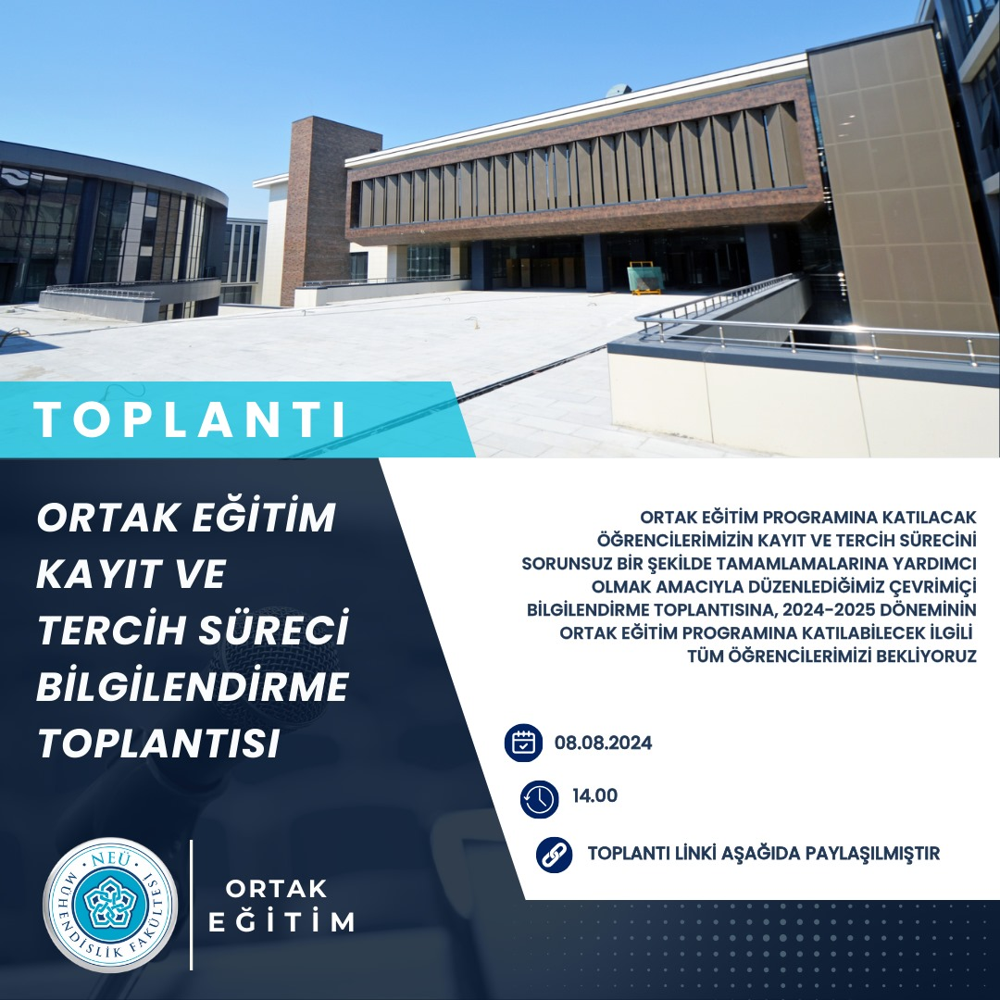 TOPLANTI
ORTAK EĞİTİM
KAYIT VE
TERCİH SÜRECİ
BİLGİLENDİRME
TOPLANTISI
ORTAK EĞİTİM PROGRAMINA KATILACAK
ÖĞRENCİLERİMİZİN KAYIT VE TERCİH SÜRECİNİ
SORUNSUZ BİR ŞEKİLDE TAMAMLAMALARINA YARDIMCI
OLMAK AMACIYLA DÜZENLEDİĞİMİZ ÇEVRİMİÇİ
BİLGİLENDİRME TOPLANTISINA, 2024-2025 DÖNEMİNİN
ORTAK EĞİTİM PROGRAMINA KATILABİLECEK İLGİLİ
TÜM ÖĞRENCİLERİMİZİ BEKLİYORUZ
08.08.2024
14.00
TOPLANTI LİNKİ AŞAĞIDA PAYLAŞILMIŞTIR
• NEÜ •
MÜHENDİSLİK FAKÜLTESİ
ORTAK
EĞİTİM